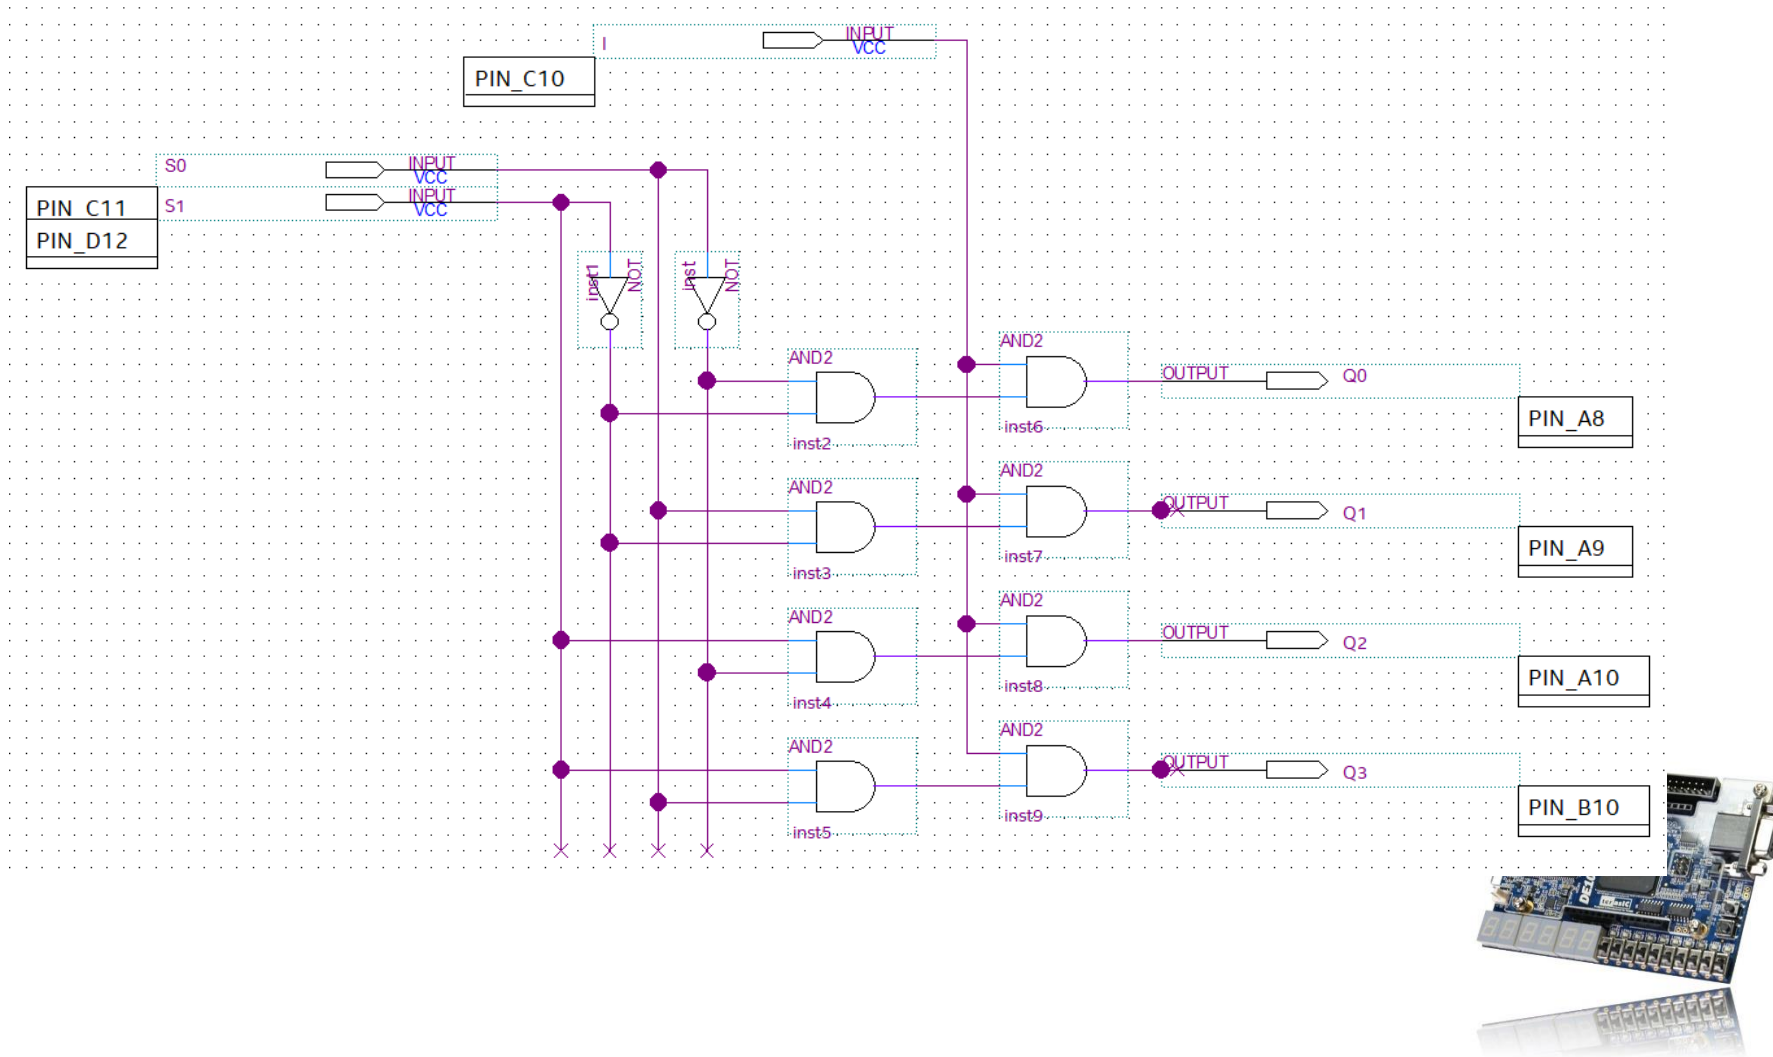 I
INPUT
VCC
PIN_C10
S0
INPUT
VCC
S1
INPUT
VCC
PIN_C11
PIN_D12
inst1
NOT
inst
NOT
AND2
inst2
AND2
inst6
OUTPUT
Q0
PIN_A8
AND2
inst3
AND2
inst7
OUTPUT
Q1
PIN_A9
AND2
inst4
AND2
inst8
OUTPUT
Q2
PIN_A10
AND2
inst5
AND2
inst9
OUTPUT
Q3
PIN_B10